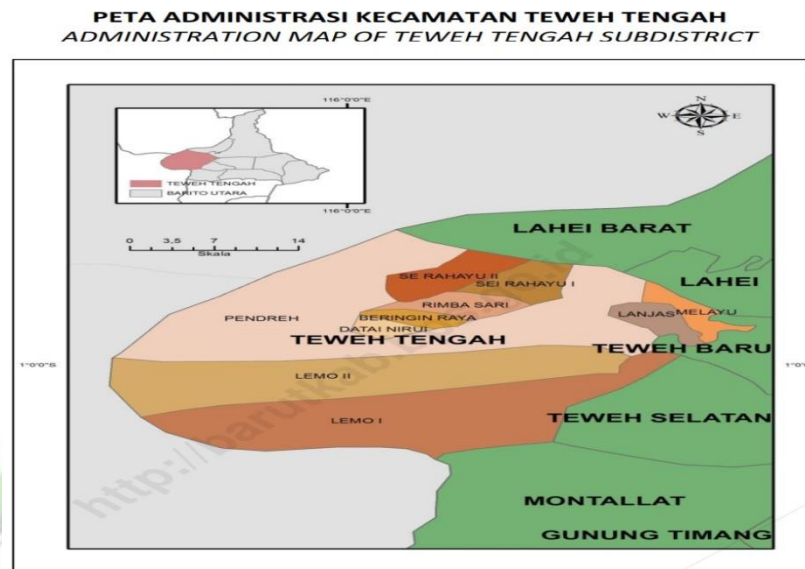 PETA ADMINISTRASI KECAMATAN TEWEH TENGAH
ADMINISTRATION MAP OF TEWEH TENGAH SUBDISTRICT
116°0'0"E
N
W E
S
TEWEH TENGAH
BARITO UTARA
116°0'0"E
0 3,5 7 14
Skala
LAHEI BARAT
SE RAHAYU II
SEI RAHAYU I
LAHEI
RIMBA SARI
PENDREH
BERINGIN RAYA
LANJAS
MELAYU
DATAI NIRUI
TEWEH TENGAH
TEWEH BARU
1°0'0"S
LEMO II
LEMO I
TEWEH SELATAN
MONTALLAT
GUNUNG TIMANG